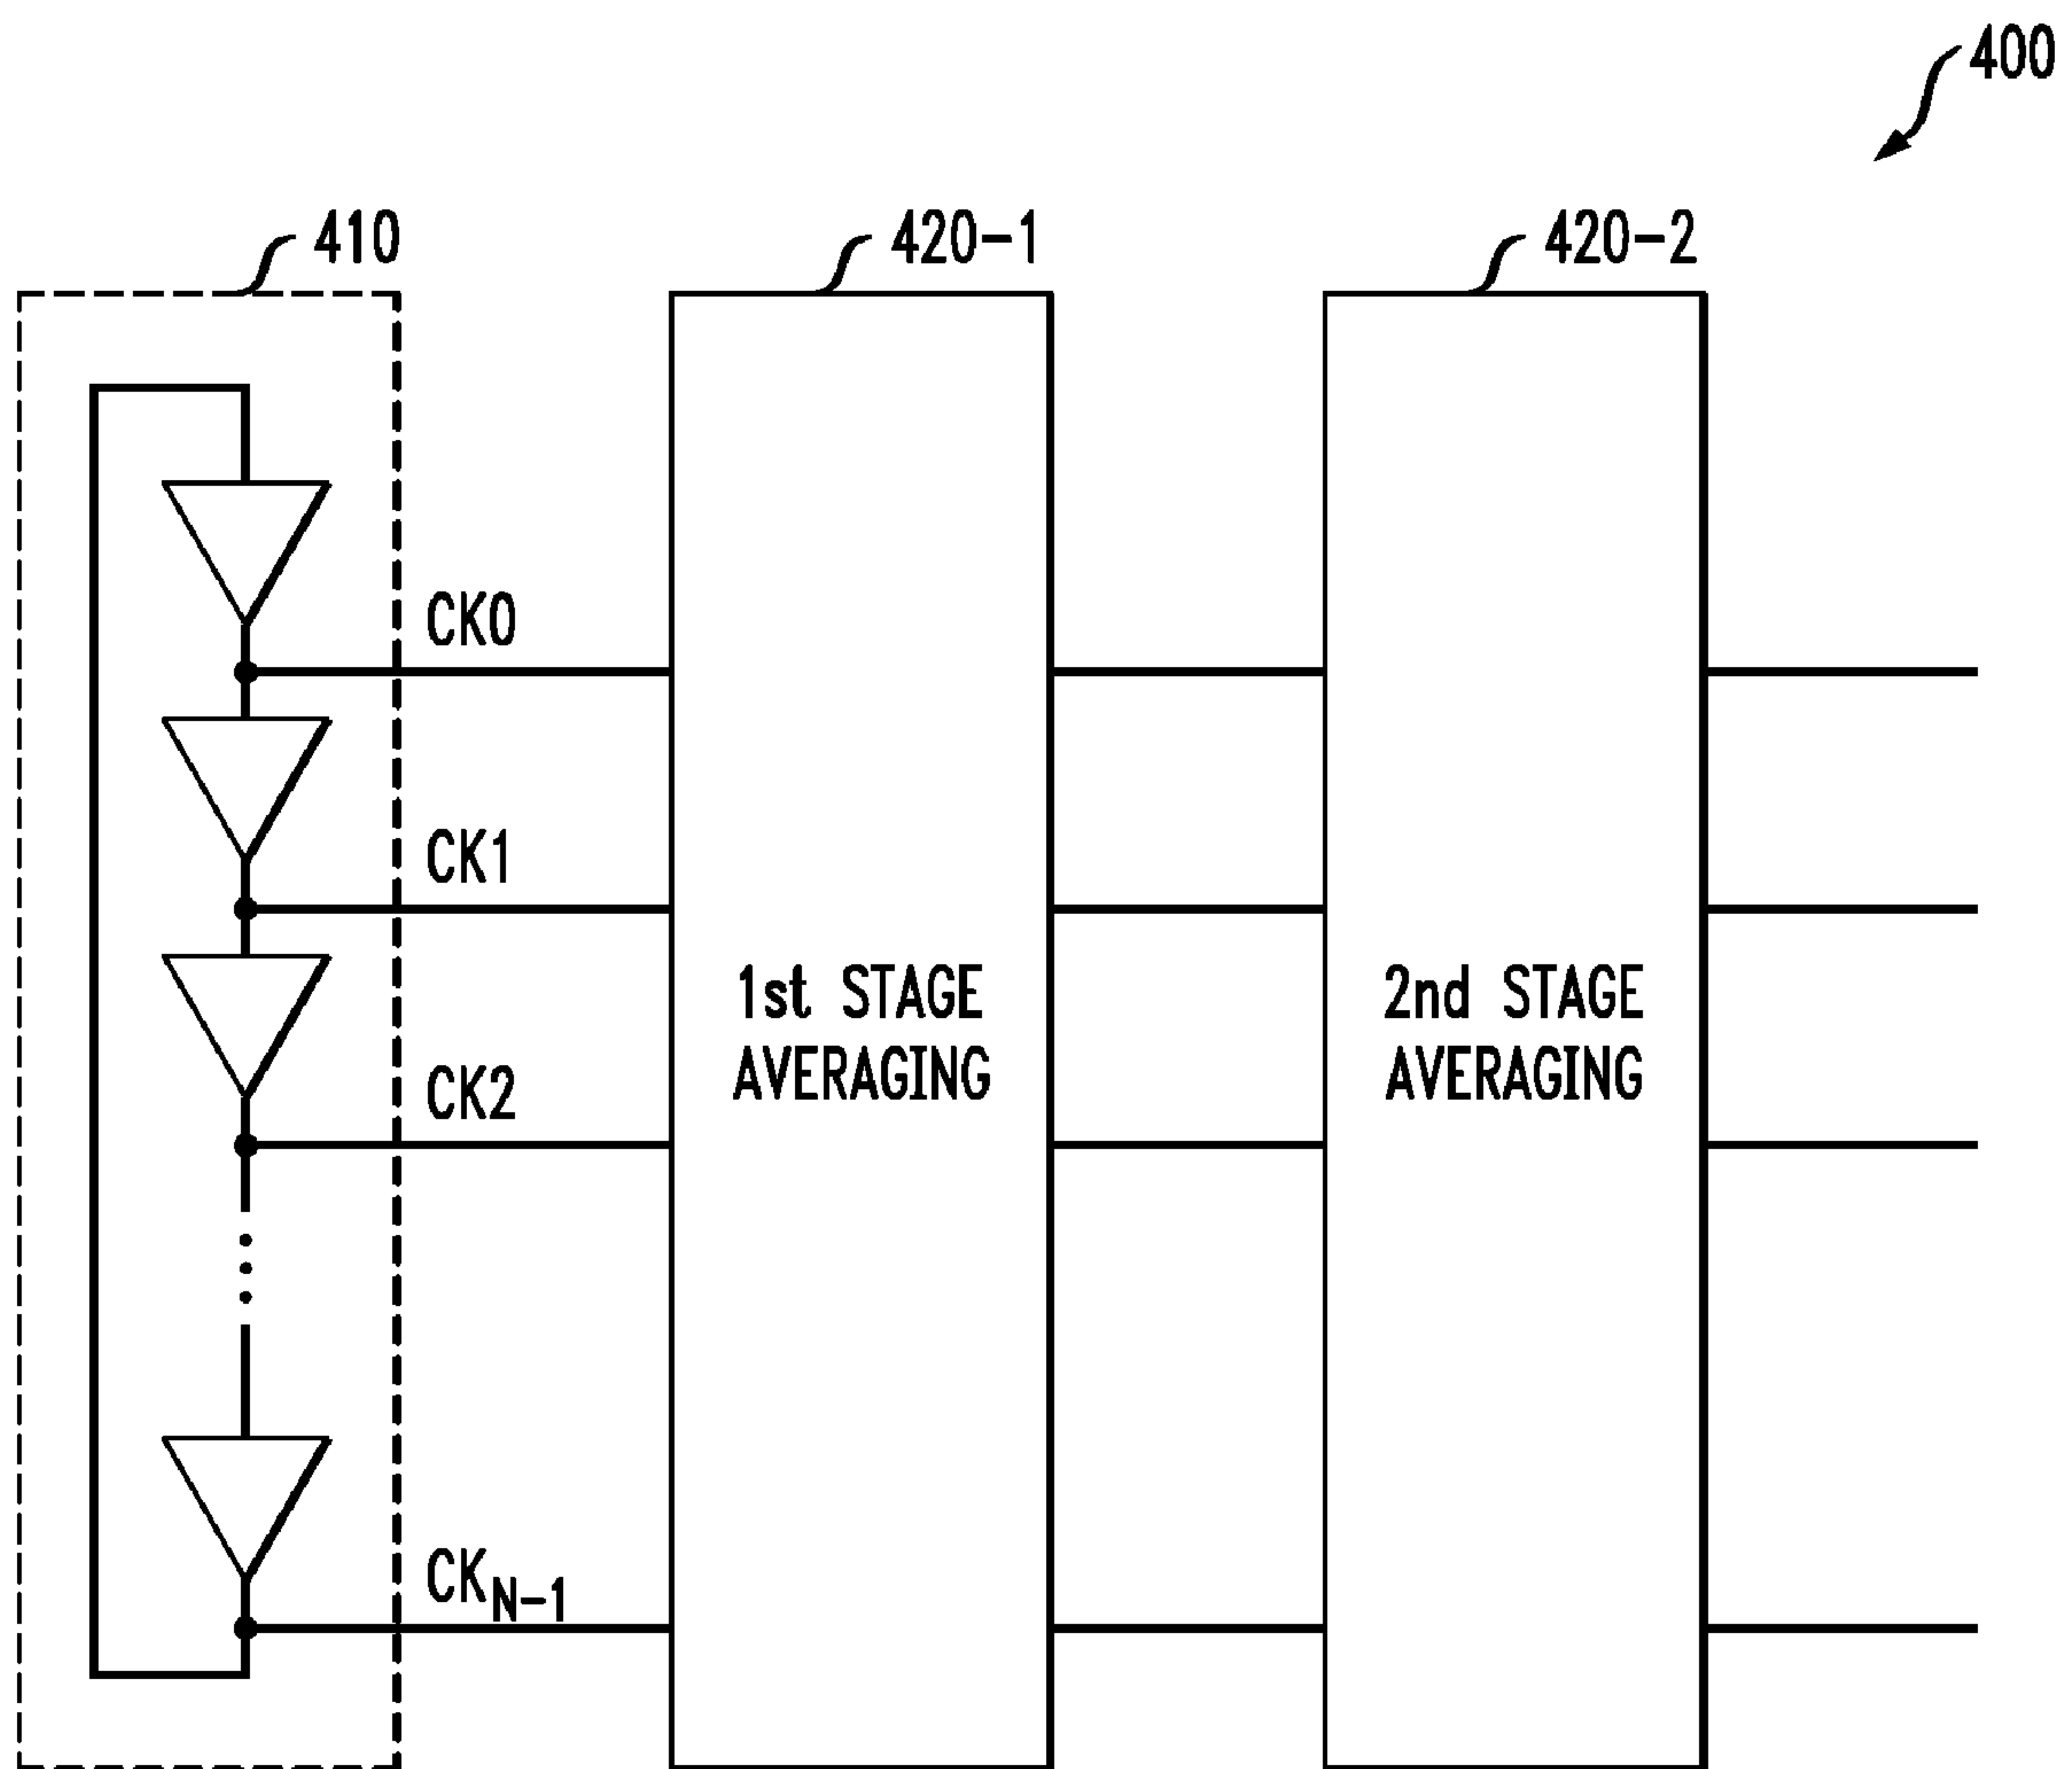 400
410
420-1
420-2
CK0
CK1
1st STAGE
AVERAGING
2nd STAGE
AVERAGING
CK2
CKN-1